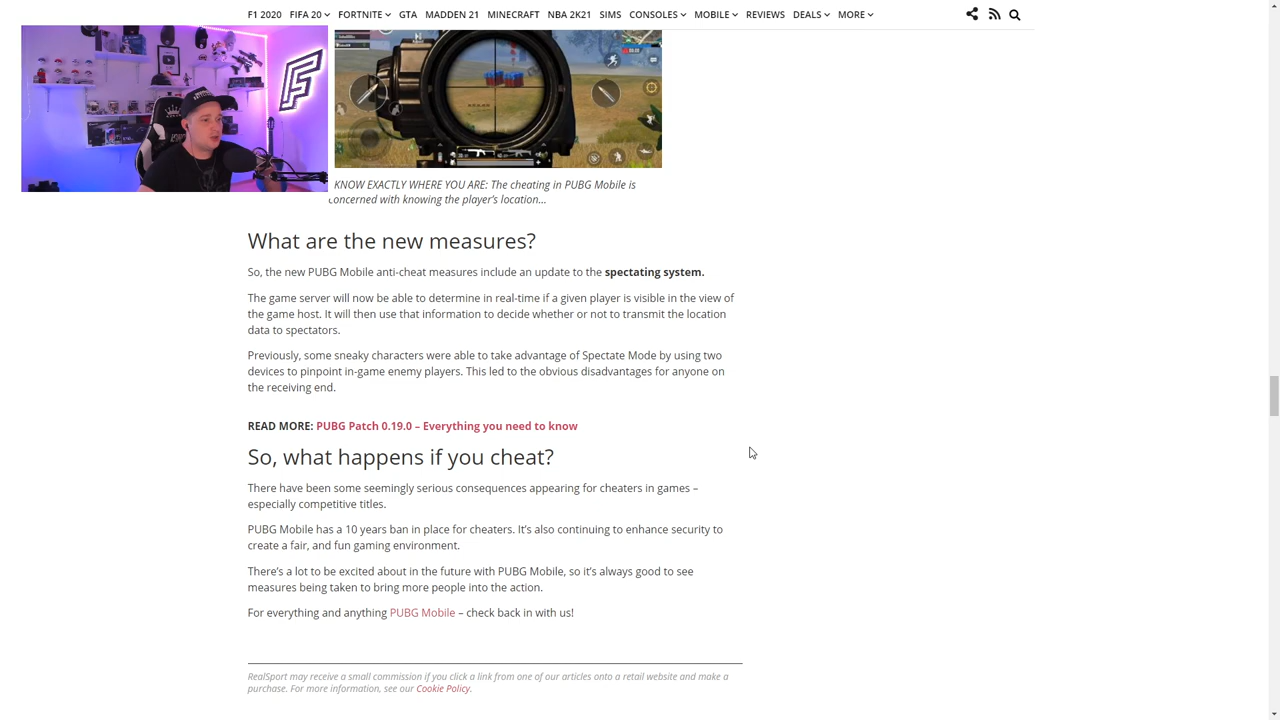 F1 2020 FIFA 20 FORTNITE GTA MADDEN 21 MINECRAFT NBA 2K21 SIMS CONSOLES MOBILE REVIEWS DEALS MORE
KNOW EXACTLY WHERE YOU ARE: The cheating in PUBG Mobile is
concerned with knowing the player's location...
What are the new measures?
So, the new PUBG Mobile anti-cheat measures include an update to the spectating system.
The game server will now be able to determine in real-time if a given player is visible in the view of
the game host. It will then use that information to decide whether or not to transmit the location
data to spectators.
Previously, some sneaky characters were able to take advantage of Spectate Mode by using two
devices to pinpoint in-game enemy players. This led to the obvious disadvantages for anyone on
the receiving end.
READ MORE: PUBG Patch 0.19.0 – Everything you need to know
So, what happens if you cheat?
There have been some seemingly serious consequences appearing for cheaters in games –
especially competitive titles.
PUBG Mobile has a 10 years ban in place for cheaters. It's also continuing to enhance security to
create a fair, and fun gaming environment.
There's a lot to be excited about in the future with PUBG Mobile, so it's always good to see
measures being taken to bring more people into the action.
For everything and anything PUBG Mobile – check back in with us!
RealSport may receive a small commission if you click a link from one of our articles onto a retail website and make a
purchase. For more information, see our Cookie Policy.